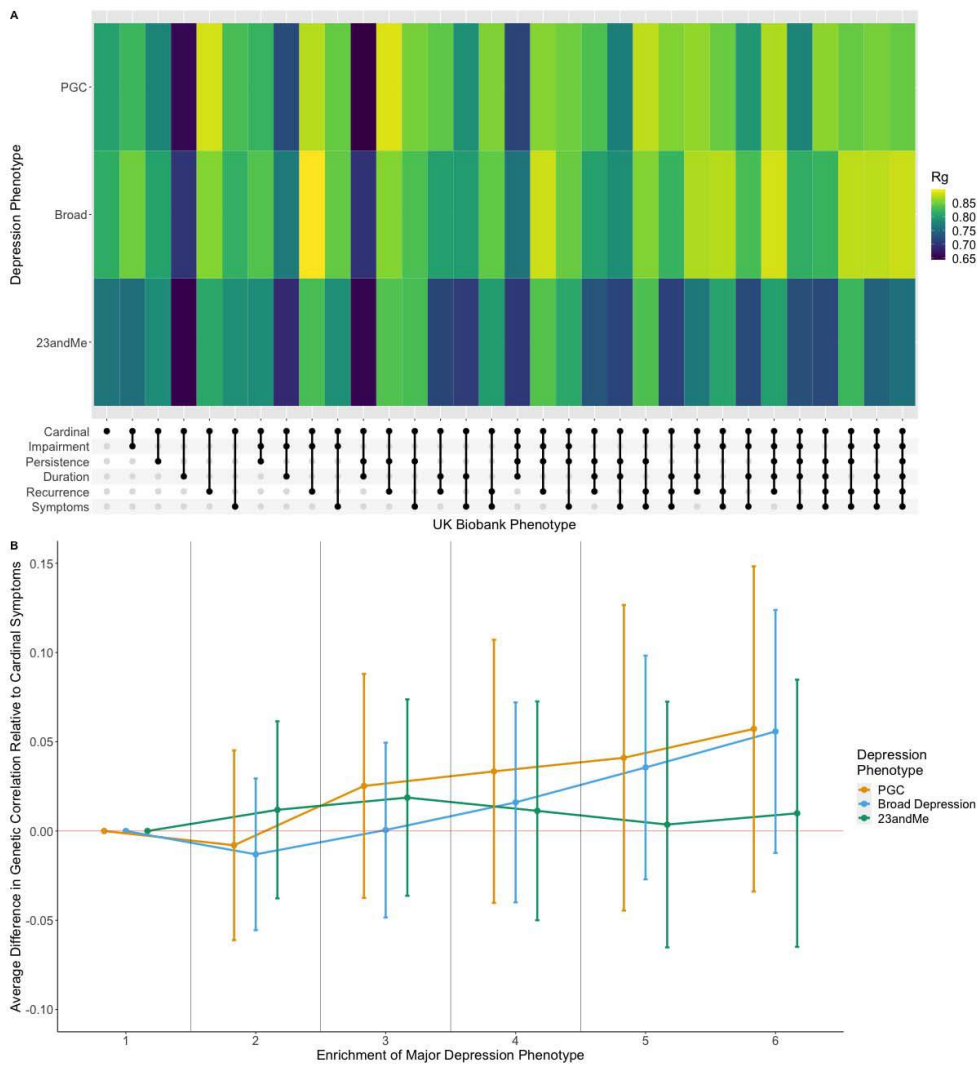 A
Depression Phenotype
PGC
Broad
23andMe
Rg
0.85
0.80
0.75
0.70
0.65
Cardinal
Impairment
Persistence
Duration
Recurrence
Symptoms
UK Biobank Phenotype
B
Average Difference in Genetic Correlation Relative to Cardinal Symptoms
0.15
0.10
0.05
0.00
-0.05
-0.10
1 2 3 4 5 6
Enrichment of Major Depression Phenotype
Depression
Phenotype
PGC
Broad Depression
23andMe